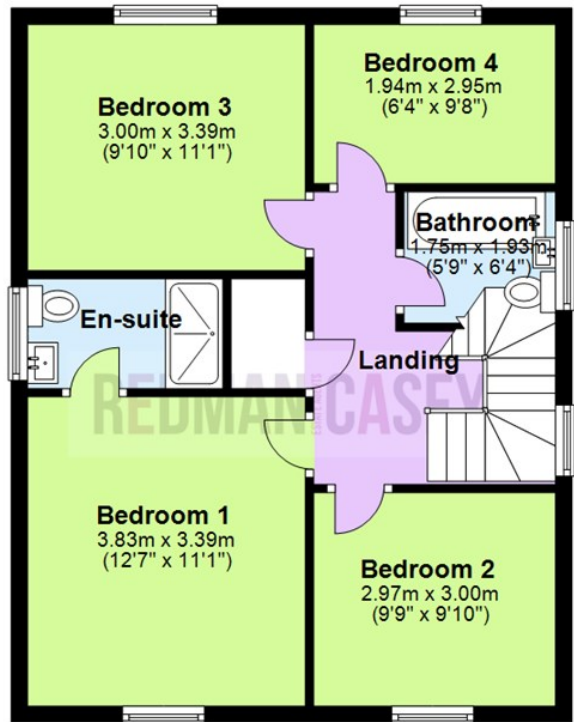 Bedroom 3
3.00m x 3.39m
(9'10" x 11'1")
Bedroom 4
1.94m x 2.95m
(6'4" x 9'8")
Bathroom
1.75m x 1.93m
(5'9" x 6'4")
En-suite
Landing
REDMAN CASEY
Bedroom 1
3.83m x 3.39m
(12'7" x 11'1")
Bedroom 2
2.97m x 3.00m
(9'9" x 9'10")